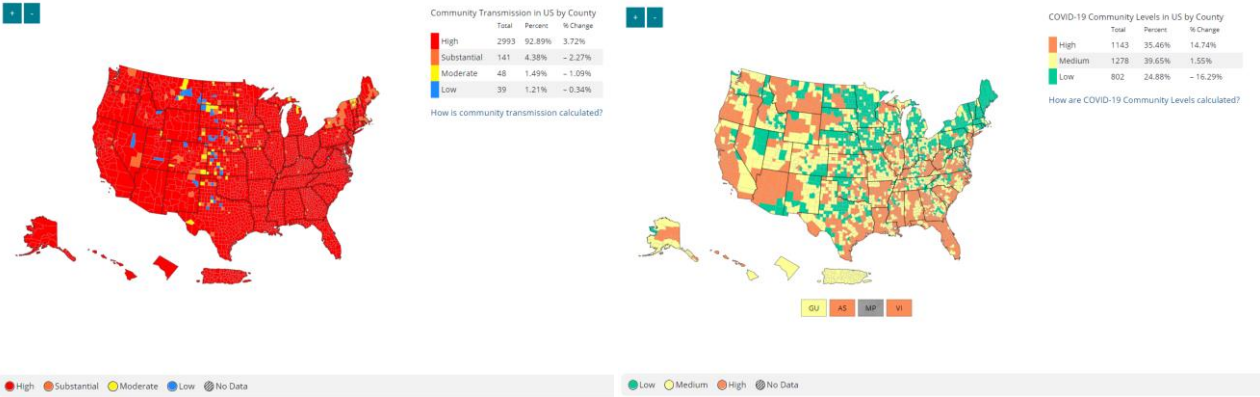 + -
Community Transmission in US by County
Total Percent % Change
High 2993 92.89% 3.72%
Substantial 141 4.38% – 2.27%
Moderate 48 1.49% – 1.09%
Low 39 1.21% – 0.34%
How is community transmission calculated?
High Substantial Moderate Low No Data
+ -
COVID-19 Community Levels in US by County
Total Percent % Change
High 1143 35.46% 14.74%
Medium 1278 39.65% 1.55%
Low 802 24.88% – 16.29%
How are COVID-19 Community Levels calculated?
GU AS MP VI
Low Medium High No Data